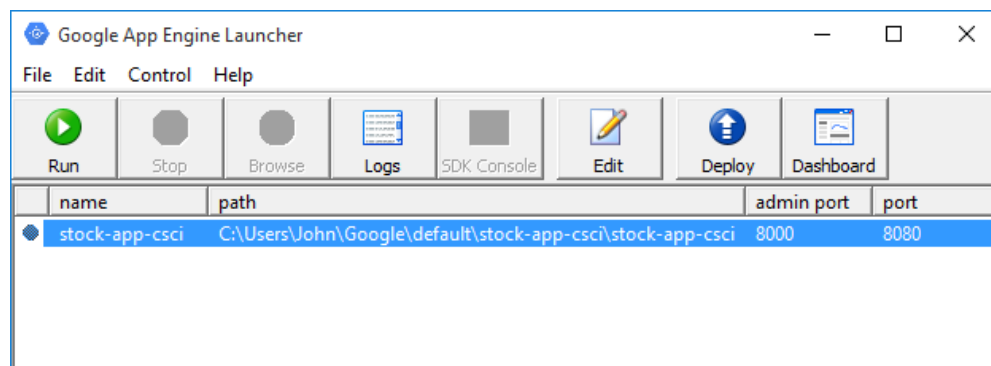 Google App Engine Launcher
File Edit Control Help
Run Stop Browse Logs SDK Console Edit Deploy Dashboard
name path admin port port
stock-app-csci C:\Users\John\Google\default\stock-app-csci\stock-app-csci 8000 8080